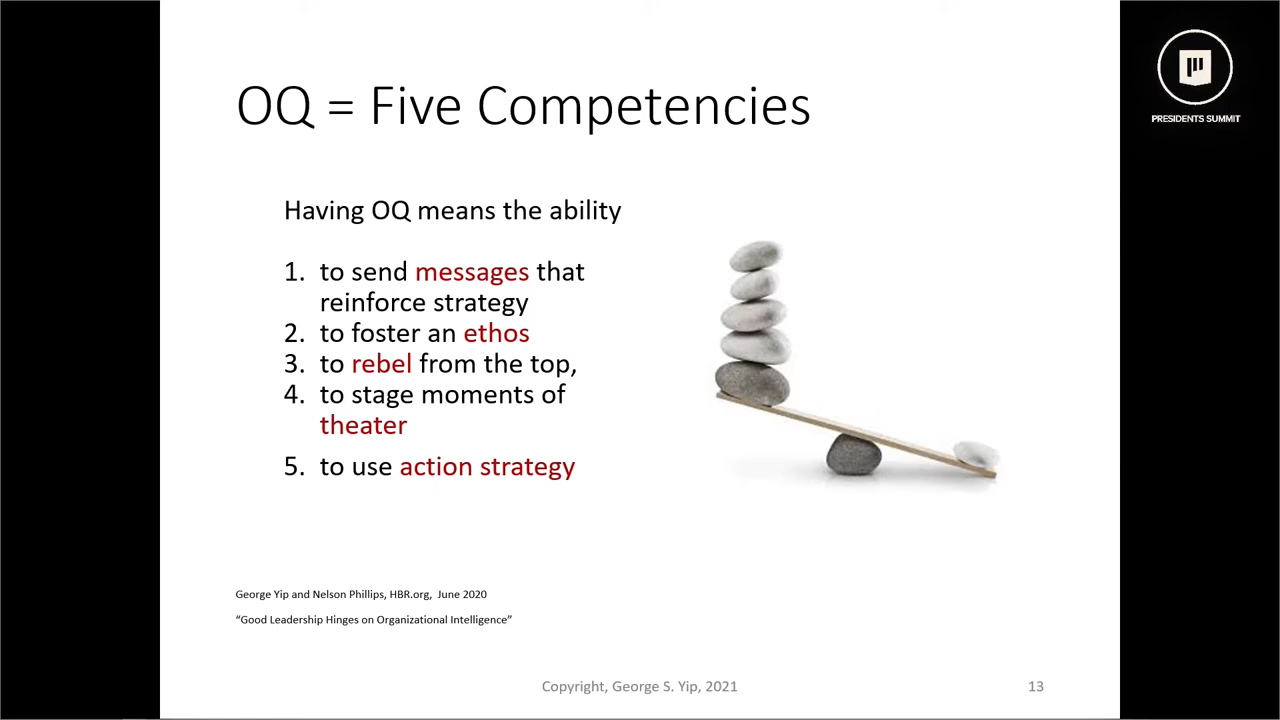 OQ = Five Competencies
PRESIDENTS SUMMIT
Having OQ means the ability
1. to send messages that
reinforce strategy
2. to foster an ethos
3. to rebel from the top,
4. to stage moments of
theater
5. to use action strategy
George Yip and Nelson Phillips, HBR.org, June 2020
“Good Leadership Hinges on Organizational Intelligence”
Copyright, George S. Yip, 2021
13